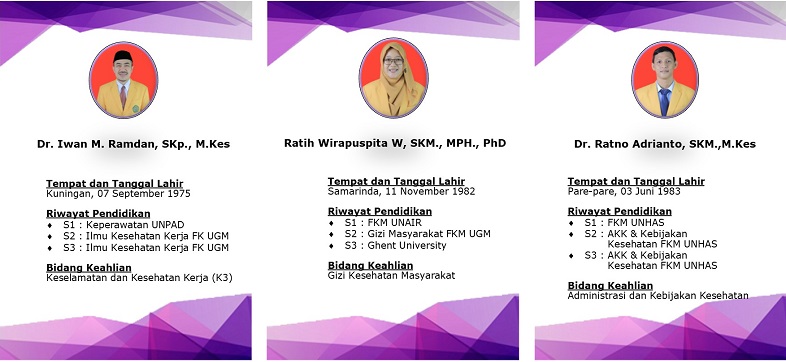 Dr. Iwan M. Ramdan, SKp., M.Kes
Tempat dan Tanggal Lahir
Kuningan, 07 September 1975
Riwayat Pendidikan
♦ S1 : Keperawatan UNPAD
♦ S2 : Ilmu Kesehatan Kerja FK UGM
♦ S3 : Ilmu Kesehatan Kerja FK UGM
Bidang Keahlian
Keselamatan dan Kesehatan Kerja (K3)
Ratih Wirapuspita W, SKM., MPH., PhD
Tempat dan Tanggal Lahir
Samarinda, 11 November 1982
Riwayat Pendidikan
♦ S1 : FKM UNAIR
♦ S2 : Gizi Masyarakat FKM UGM
♦ S3 : Ghent University
Bidang Keahlian
Gizi Kesehatan Masyarakat
Dr. Ratno Adrianto, SKM.,M.Kes
Tempat dan Tanggal Lahir
Pare-pare, 03 Juni 1983
Riwayat Pendidikan
♦ S1 : FKM UNHAS
♦ S2 : AKK & Kebijakan
Kesehatan FKM UNHAS
♦ S3 : AKK & Kebijakan
Kesehatan FKM UNHAS
Bidang Keahlian
Administrasi dan Kebijakan Kesehatan